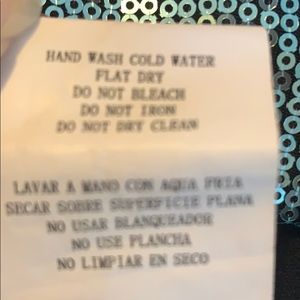 HAND WASH COLD WATER
FLAT DRY
DO NOT BLEACH
DO NOT IRON
DO NOT DRY CLEAN
LAVAR A MANO CON AQUA FRIA
SECAR SOBRE SUPERFICIE PLANA
NO USAR BLANQUEADOR
NO USE PLANCHA
NO LIMPIAR EN SECO